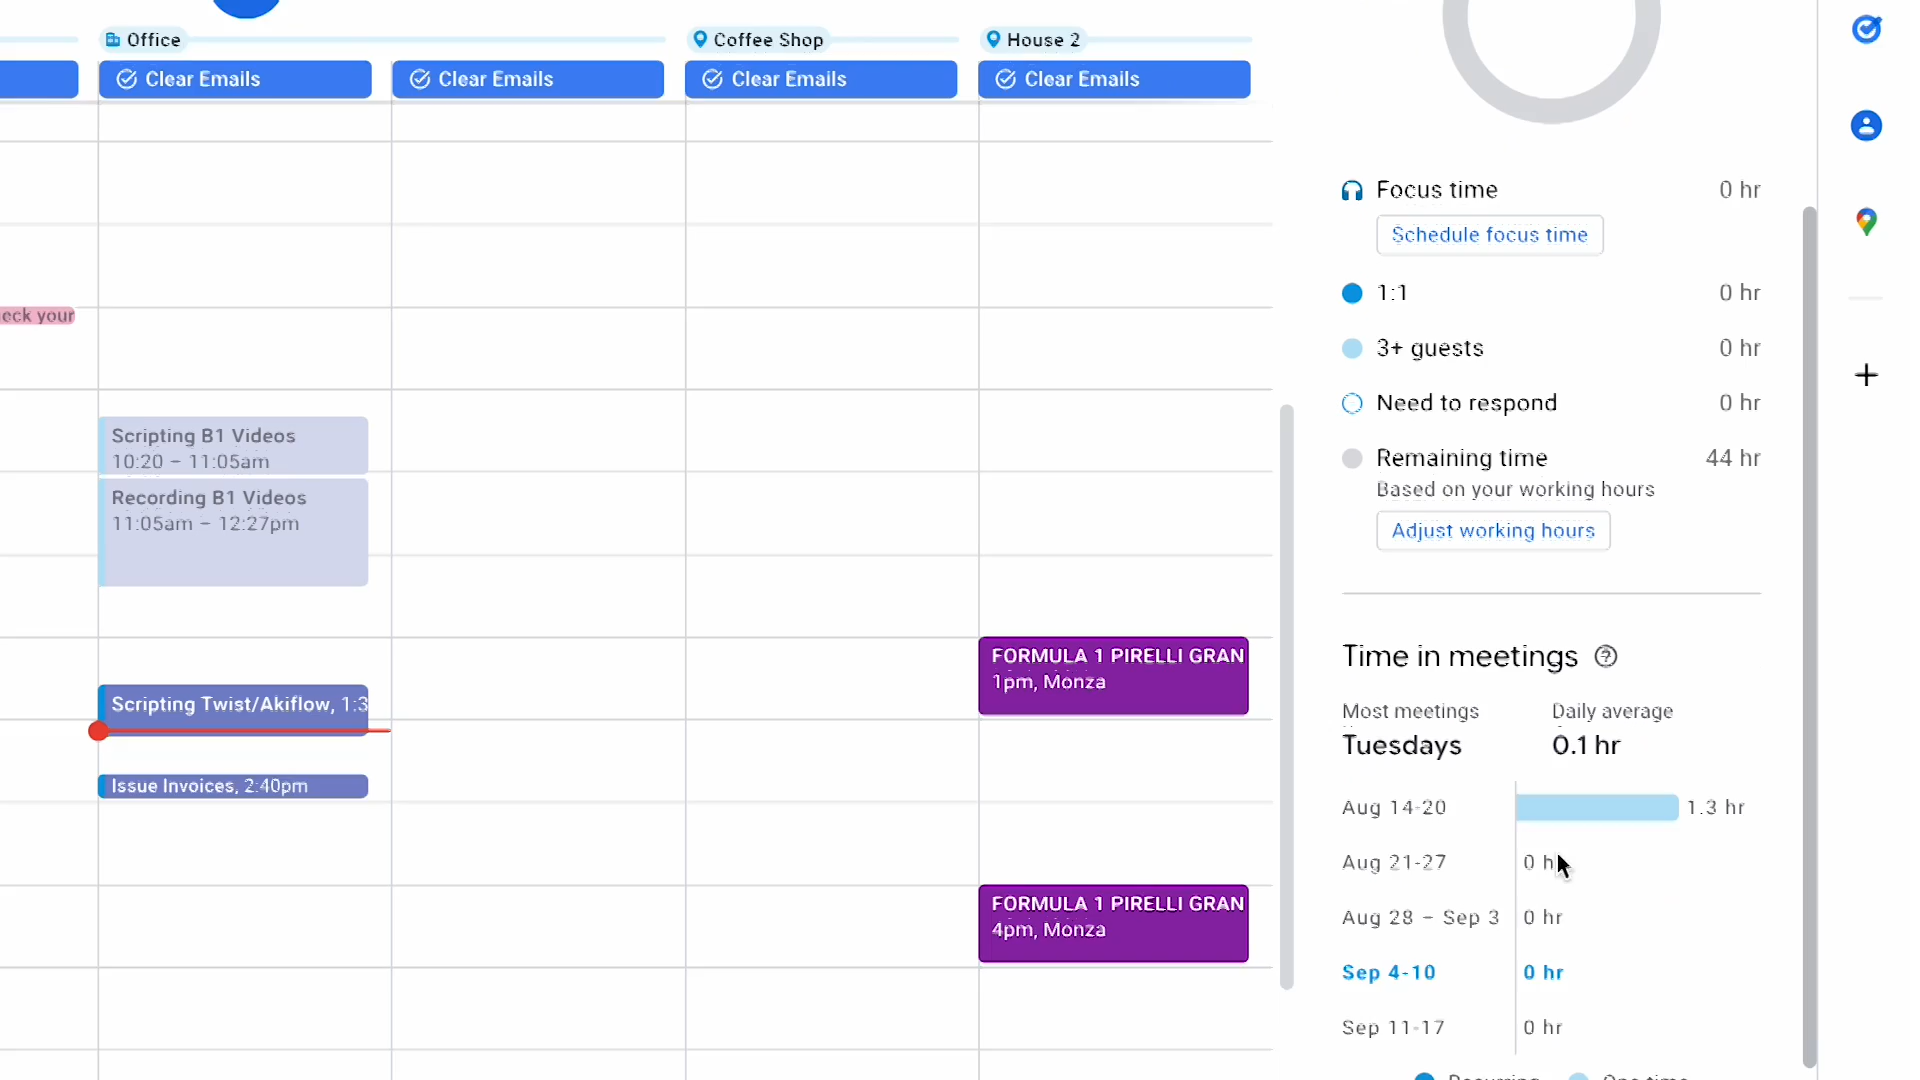 Office
Coffee Shop
House 2
Clear Emails
Clear Emails
Clear Emails
Clear Emails
eck your
Scripting B1 Videos
10:20 – 11:05am
Recording B1 Videos
11:05am – 12:27pm
Scripting Twist/Akiflow, 1:3
Issue Invoices, 2:40pm
FORMULA 1 PIRELLI GRAN
1pm, Monza
FORMULA 1 PIRELLI GRAN
4pm, Monza
Focus time 0 hr
Schedule focus time
1:1 0 hr
3+ guests 0 hr
Need to respond 0 hr
Remaining time 44 hr
Based on your working hours
Adjust working hours
Time in meetings
Most meetings Daily average
Tuesdays 0.1 hr
Aug 14-20 1.3 hr
Aug 21-27 0 h
Aug 28 – Sep 3 0 hr
Sep 4-10 0 hr
Sep 11-17 0 hr